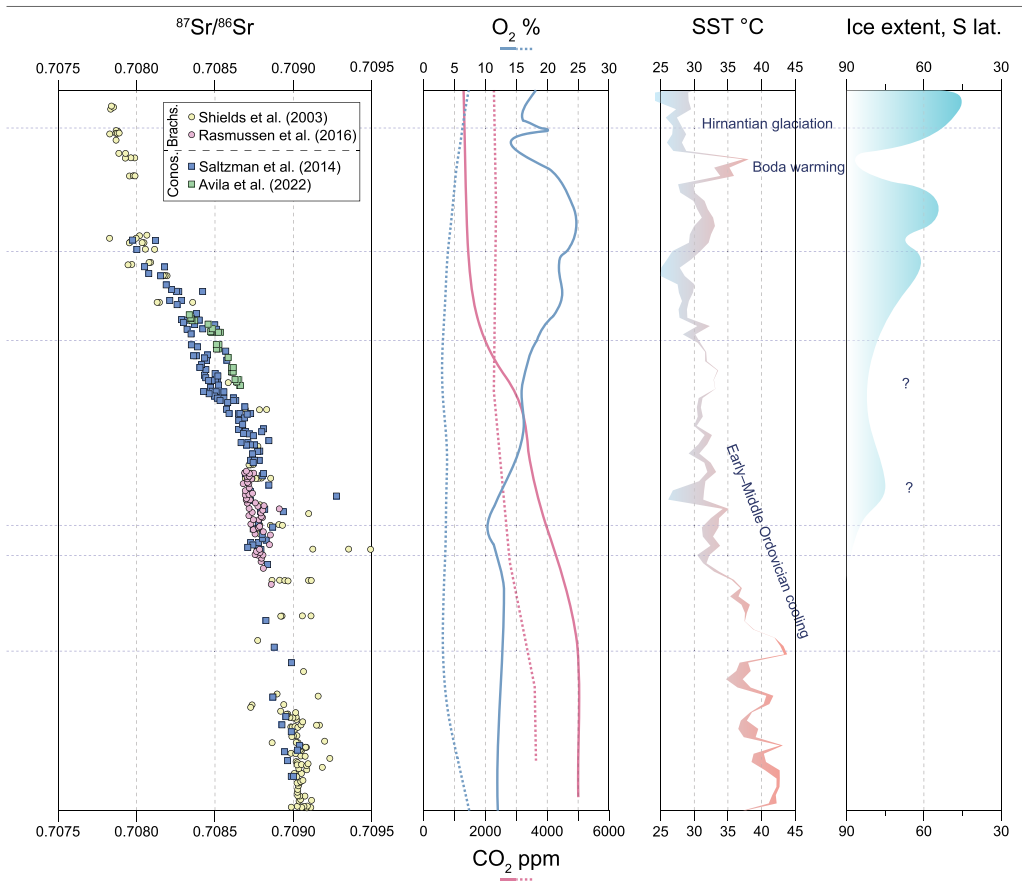 ⁸⁷Sr/⁸⁶Sr
O₂ %
SST °C
Ice extent, S lat.
0.7075 0.7080 0.7085 0.7090 0.7095
0 5 10 15 20 25 30
25 30 35 40 45
90 60 30
Brachs.
Shields et al. (2003)
Rasmussen et al. (2016)
Conos.
Saltzman et al. (2014)
Avila et al. (2022)
Hirnantian glaciation
Boda warming
Early–Middle Ordovician cooling
?
?
0.7075 0.7080 0.7085 0.7090 0.7095
0 2000 4000 6000
25 30 35 40 45
90 60 30
CO₂ ppm